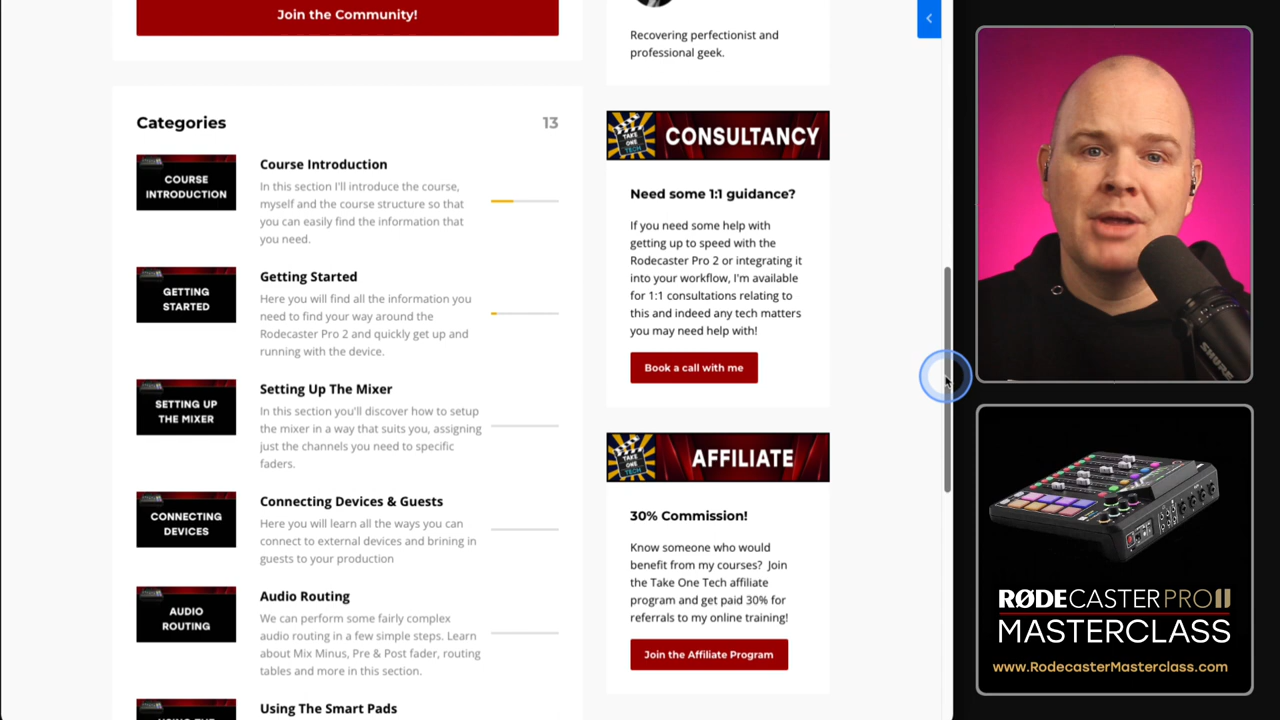 Join the Community!
Categories
13
COURSE
INTRODUCTION
Course Introduction
In this section I'll introduce the course,
myself and the course structure so that
you can easily find the information that
you need.
GETTING
STARTED
Getting Started
Here you will find all the information you
need to find your way around the
Rodecaster Pro 2 and quickly get up and
running with the device.
SETTING UP
THE MIXER
Setting Up The Mixer
In this section you'll discover how to setup
the mixer in a way that suits you, assigning
just the channels you need to specific
faders.
CONNECTING
DEVICES
Connecting Devices & Guests
Here you will learn all the ways you can
connect to external devices and brining in
guests to your production
AUDIO
ROUTING
Audio Routing
We can perform some fairly complex
audio routing in a few simple steps. Learn
about Mix Minus, Pre & Post fader, routing
tables and more in this section.
Using The Smart Pads
Recovering perfectionist and
professional geek.
TAKE
ONE
TECH
CONSULTANCY
Need some 1:1 guidance?
If you need some help with
getting up to speed with the
Rodecaster Pro 2 or integrating it
into your workflow, I'm available
for 1:1 consultations relating to
this and indeed any tech matters
you may need help with!
Book a call with me
TAKE
ONE
TECH
AFFILIATE
30% Commission!
Know someone who would
benefit from my courses? Join
the Take One Tech affiliate
program and get paid 30% for
referrals to my online training!
Join the Affiliate Program
SHURE
RØDECASTERPROII
MASTERCLASS
www.RodecasterMasterclass.com